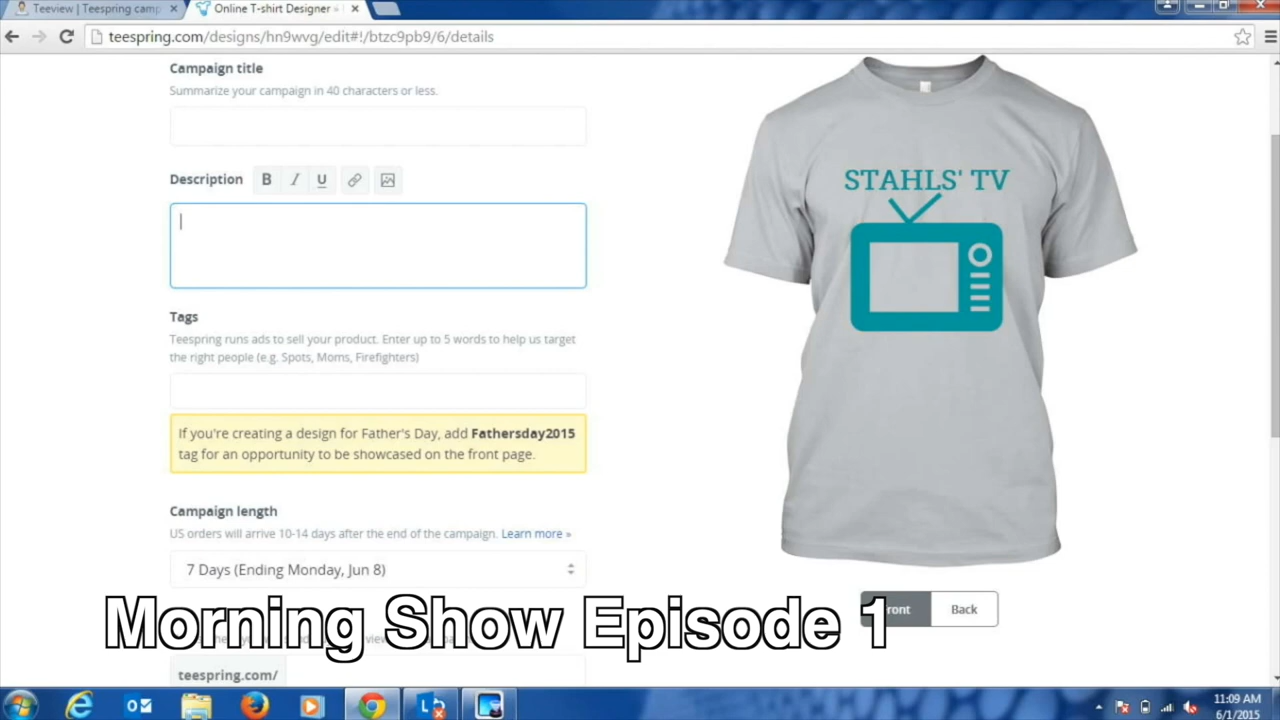 Teeview | Teespring camp
Online T-shirt Designer
teespring.com/designs/hn9wvg/edit#!/btzc9pb9/6/details
Campaign title
Summarize your campaign in 40 characters or less.
Description B I U
STAHLS' TV
Tags
Teespring runs ads to sell your product. Enter up to 5 words to help us target
the right people (e.g. Spots, Moms, Firefighters)
If you're creating a design for Father's Day, add Fathersday2015
tag for an opportunity to be showcased on the front page.
Campaign length
US orders will arrive 10-14 days after the end of the campaign. Learn more »
7 Days (Ending Monday, Jun 8)
Back
Morning Show Episode 1
teespring.com/
11:09 AM
6/1/2015